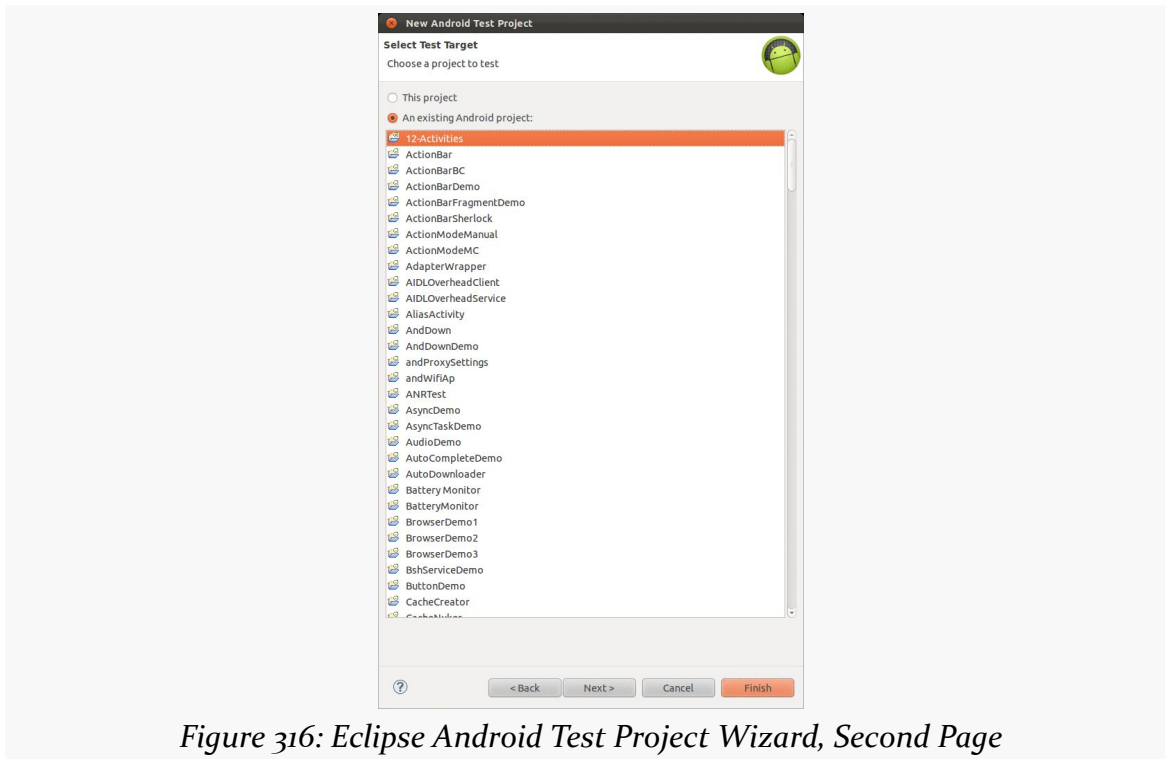 New Android Test Project
Select Test Target
Choose a project to test
This project
An existing Android project:
12-Activities
ActionBar
ActionBarBC
ActionBarDemo
ActionBarFragmentDemo
ActionBarSherlock
ActionModeManual
ActionModeMC
AdapterWrapper
AIDLOverheadClient
AIDLOverheadService
AliasActivity
AndDown
AndDownDemo
andProxySettings
andWifiAp
ANRTest
AsyncDemo
AsyncTaskDemo
AudioDemo
AutoCompleteDemo
AutoDownloader
Battery Monitor
BatteryMonitor
BrowserDemo1
BrowserDemo2
BrowserDemo3
BshServiceDemo
ButtonDemo
CacheCreator
? < Back Next > Cancel Finish
Figure 316: Eclipse Android Test Project Wizard, Second Page